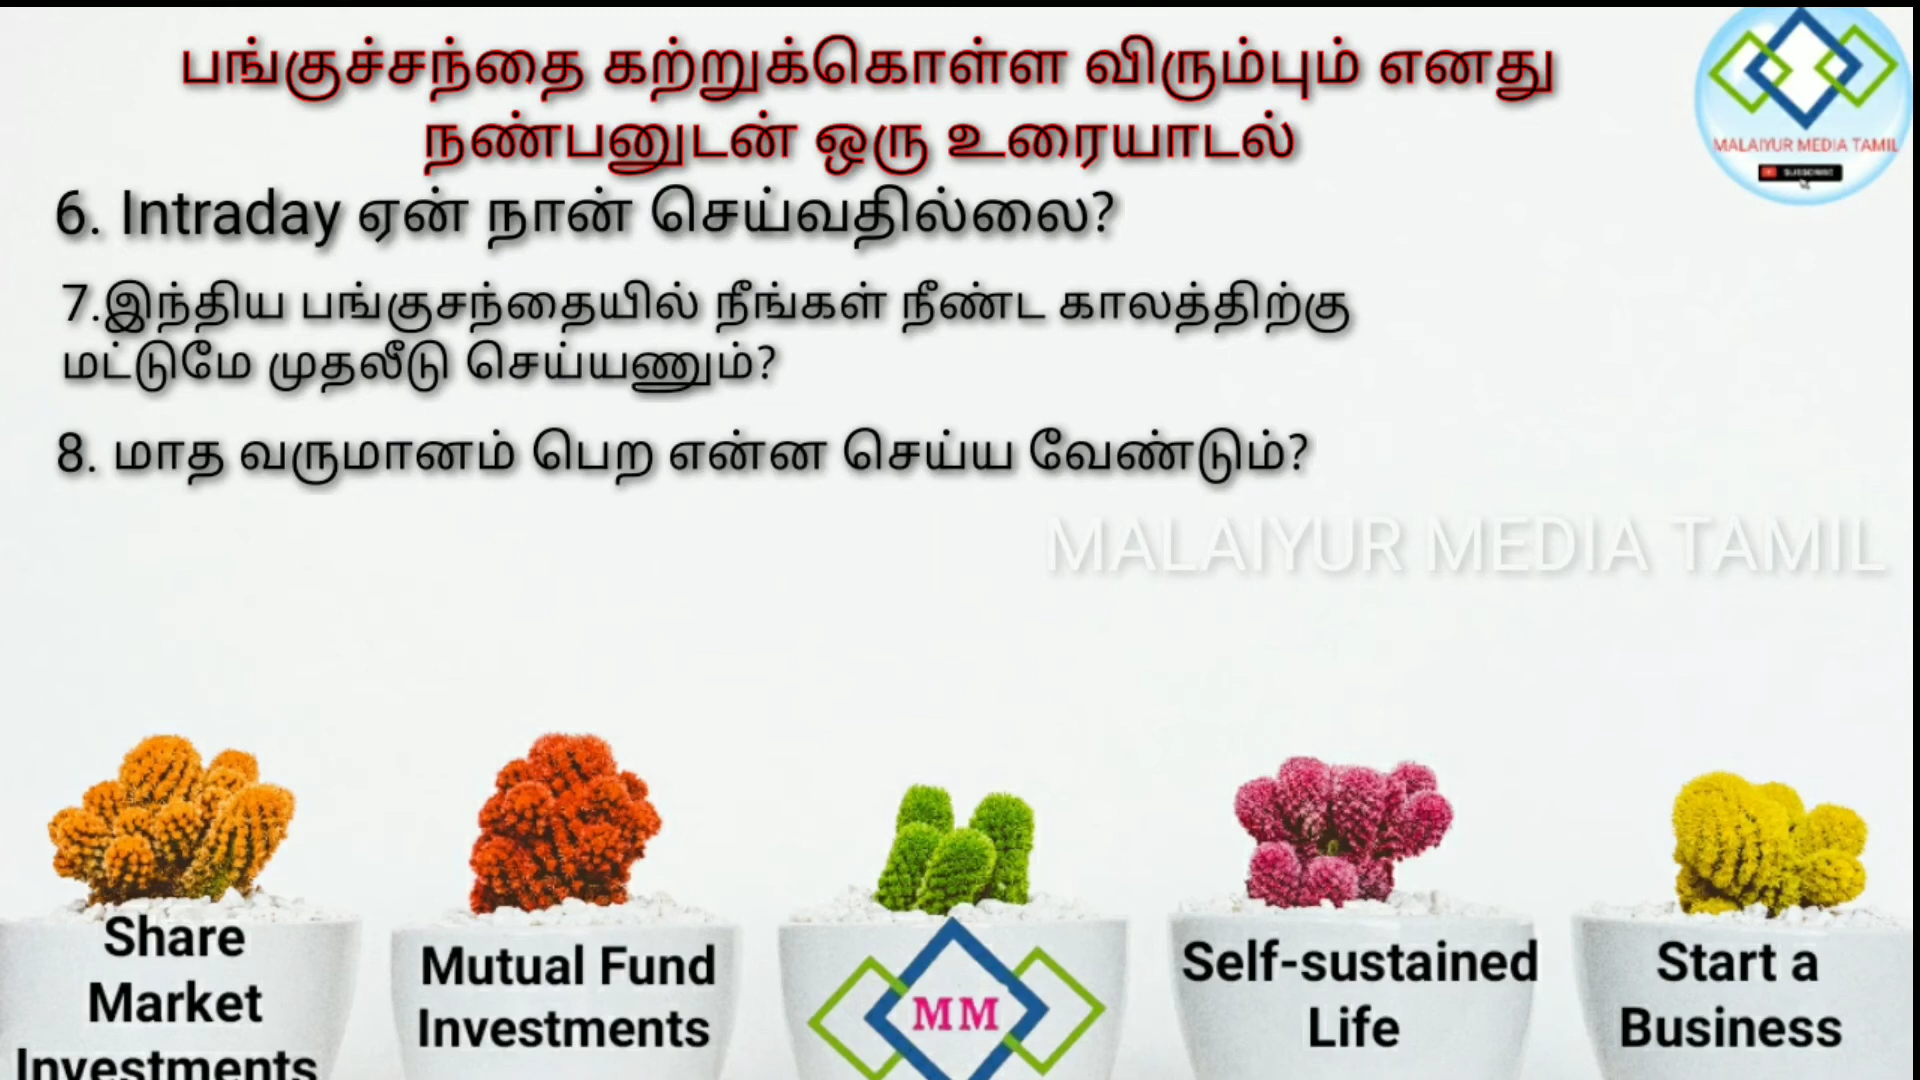 பங்குச்சந்தை கற்றுக்கொள்ள விரும்பும் எனது
நண்பனுடன் ஒரு உரையாடல்
MALAIYUR MEDIA TAMIL
SUBSCRIBE
6. Intraday ஏன் நான் செய்வதில்லை?
7.இந்திய பங்குசந்தையில் நீங்கள் நீண்ட காலத்திற்கு
மட்டுமே முதலீடு செய்யணும்?
8. மாத வருமானம் பெற என்ன செய்ய வேண்டும்?
MALAIYUR MEDIA TAMIL
Share
Market
Investments
Mutual Fund
Investments
MM
Self-sustained
Life
Start a
Business